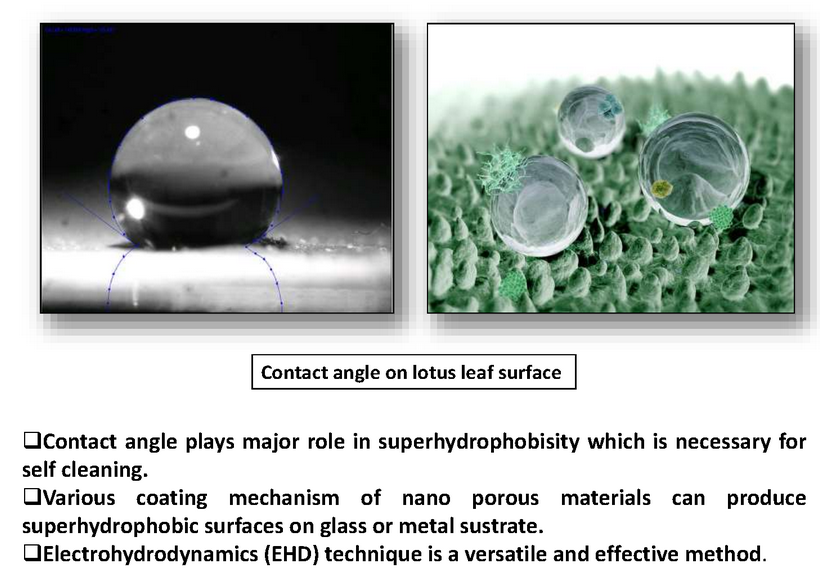 Contact angle on lotus leaf surface
❑Contact angle plays major role in superhydrophobisity which is necessary for
self cleaning.
❑Various coating mechanism of nano porous materials can produce
superhydrophobic surfaces on glass or metal sustrate.
❑Electrohydrodynamics (EHD) technique is a versatile and effective method.